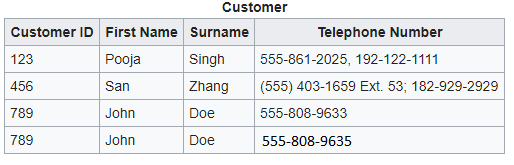 Customer
Customer ID First Name Surname Telephone Number
123 Pooja Singh 555-861-2025, 192-122-1111
456 San Zhang (555) 403-1659 Ext. 53; 182-929-2929
789 John Doe 555-808-9633
789 John Doe 555-808-9635